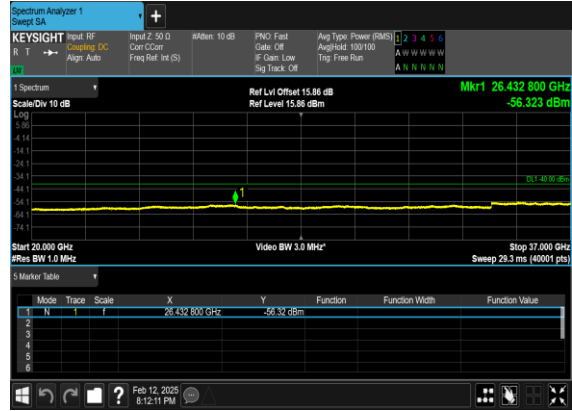 Spectrum Analyzer 1
Swept SA
+
KEYSIGHT
R T
Input: RF
Coupling: DC
Align: Auto
Input Z: 50 Ω
Corr CCorr
Freq Ref: Int (S)
#Atten: 10 dB
PNO: Fast
Gate: Off
IF Gain: Low
Sig Track: Off
Avg Type: Power (RMS)
Avg|Hold: 100/100
Trig: Free Run
1 2 3 4 5 6
A W W W W W
A N N N N N
1 Spectrum
Scale/Div 10 dB
Ref Lvl Offset 15.86 dB
Ref Level 15.86 dBm
Mkr1 26.432 800 GHz
-56.323 dBm
Log
5.86
-4.14
-14.1
-24.1
-34.1
-44.1
-54.1
-64.1
-74.1
DL1 -40.00 dBm
1
Start 20.000 GHz
#Res BW 1.0 MHz
Video BW 3.0 MHz*
Stop 37.000 GHz
Sweep 29.3 ms (40001 pts)
5 Marker Table
Mode Trace Scale X Y Function Function Width Function Value
1 N 1 f 26.432 800 GHz -56.32 dBm
2
3
4
5
6
?
Feb 12, 2025
8:12:11 PM